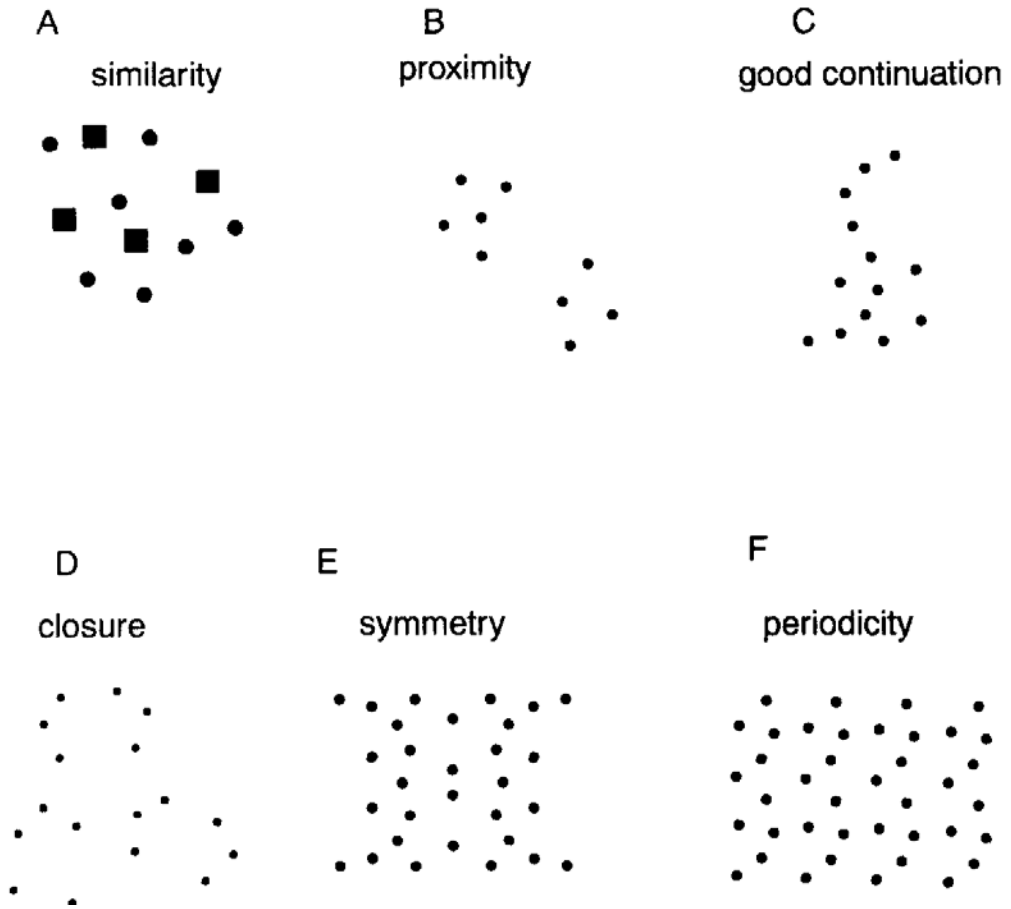 A
similarity
B
proximity
C
good continuation
D
closure
E
symmetry
F
periodicity